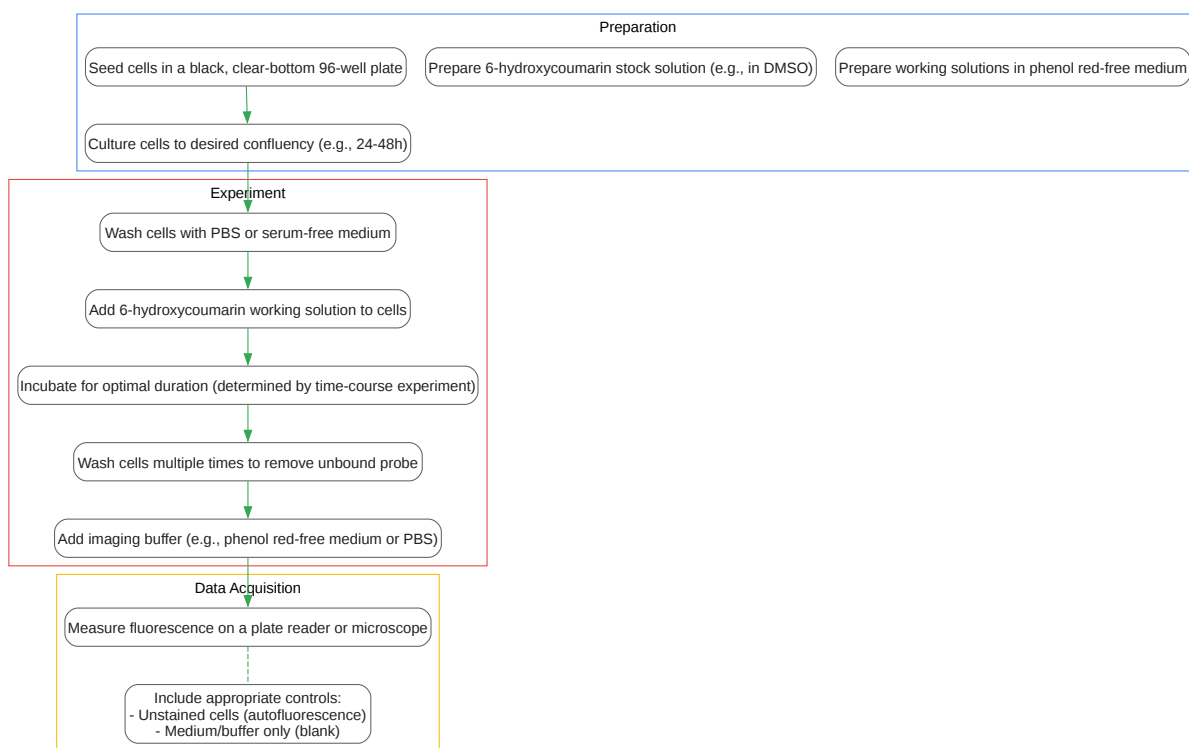 Preparation
Seed cells in a black, clear-bottom 96-well plate
Prepare 6-hydroxycoumarin stock solution (e.g., in DMSO)
Prepare working solutions in phenol red-free medium
Culture cells to desired confluency (e.g., 24-48h)
Experiment
Wash cells with PBS or serum-free medium
Add 6-hydroxycoumarin working solution to cells
Incubate for optimal duration (determined by time-course experiment)
Wash cells multiple times to remove unbound probe
Add imaging buffer (e.g., phenol red-free medium or PBS)
Data Acquisition
Measure fluorescence on a plate reader or microscope
Include appropriate controls:
- Unstained cells (autofluorescence)
- Medium/buffer only (blank)